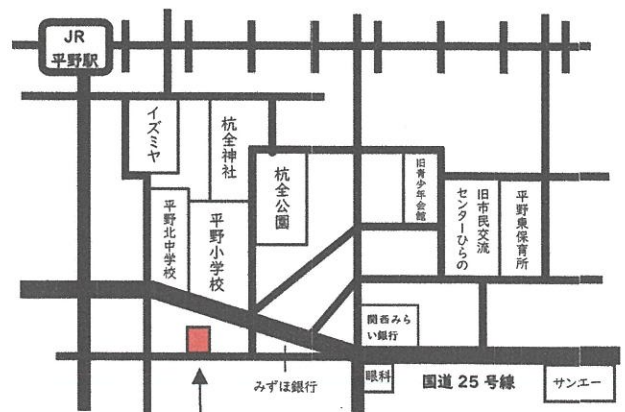 JR
平野駅
イズミヤ
杭全神社
杭全公園
旧青少年会館
旧市民交流
センターひらの
平野東保育所
平野北中学校
平野小学校
関西みら
い銀行
みずほ銀行
眼科
国道25号線
サンエー